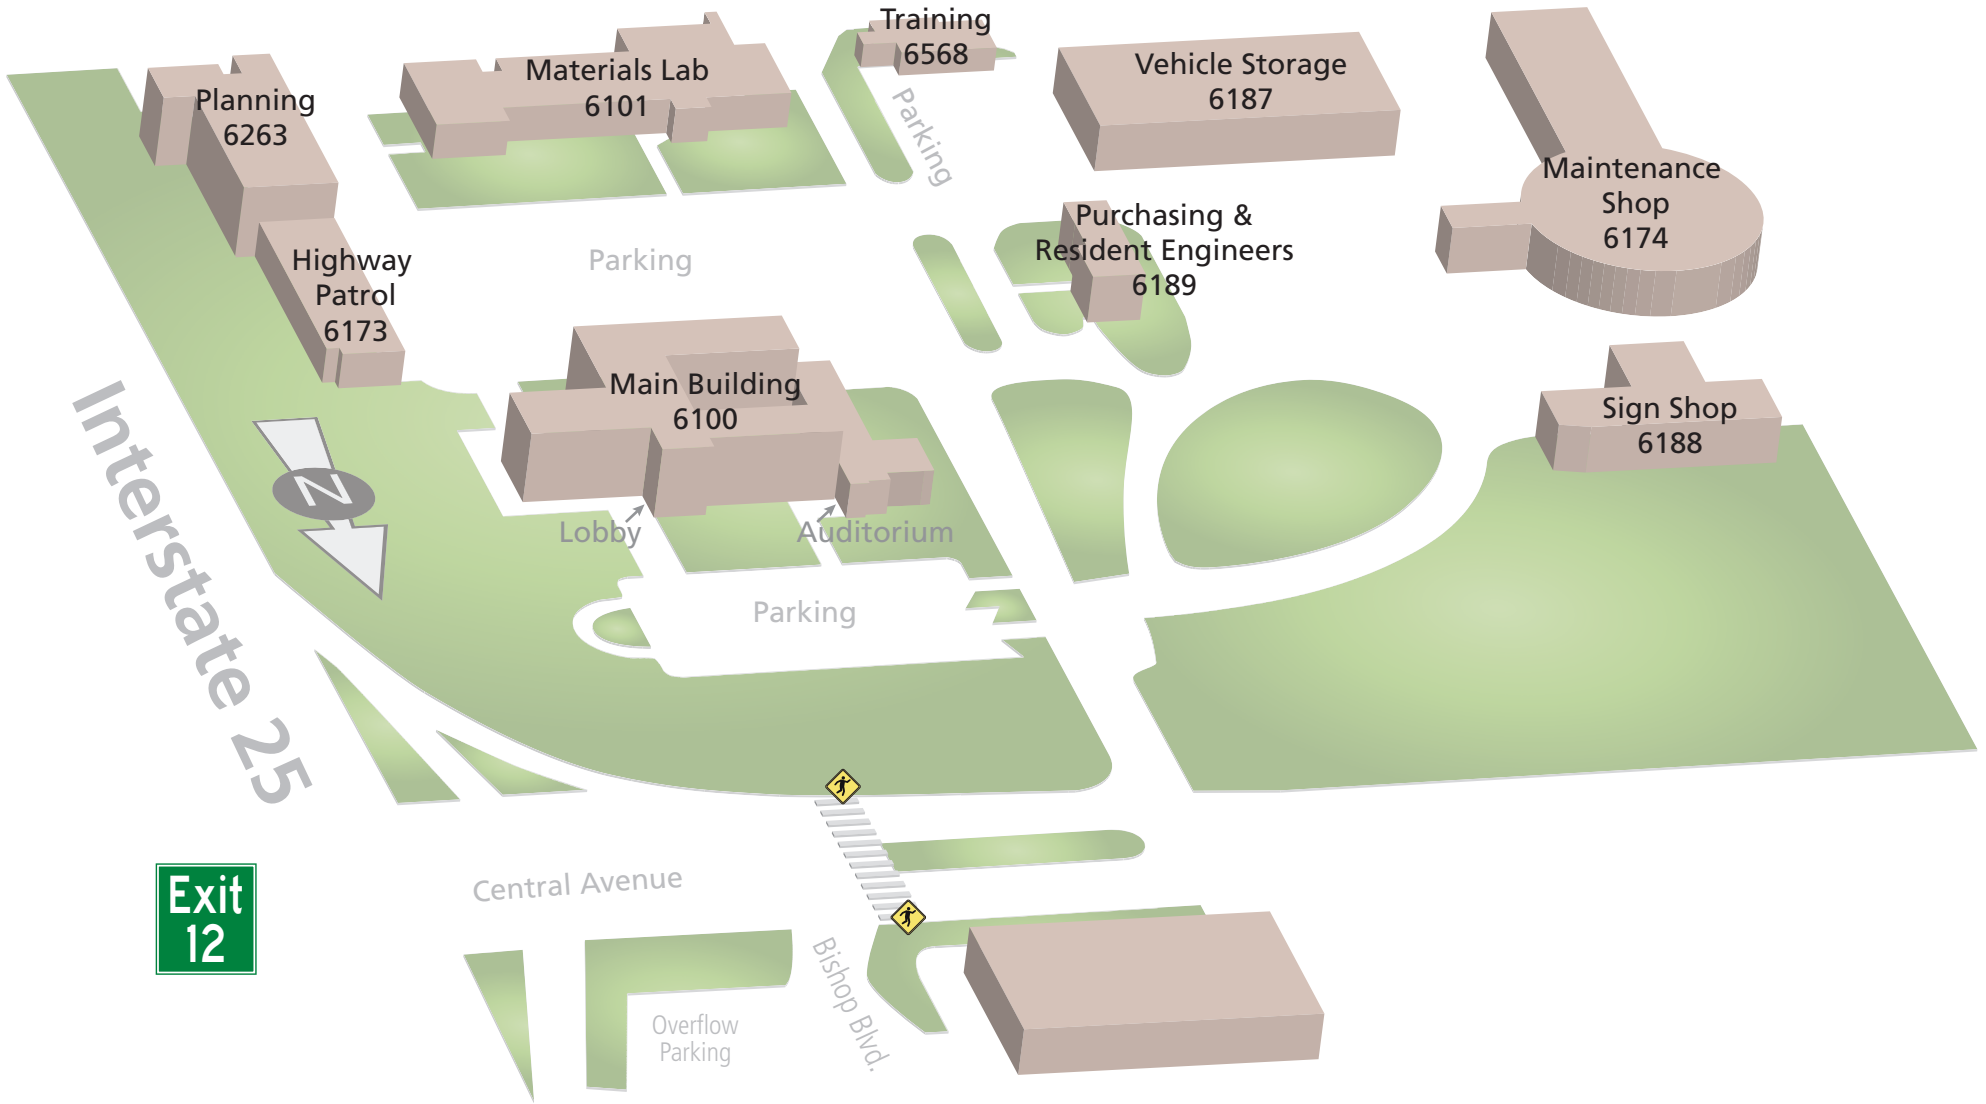 Training
6568
Materials Lab
6101
Vehicle Storage
6187
Planning
6263
Parking
Maintenance
Shop
6174
Purchasing &
Resident Engineers
6189
Highway
Patrol
6173
Parking
Main Building
6100
Sign Shop
6188
Interstate 25
N
Lobby
Auditorium
Parking
Exit
12
Central Avenue
Bishop Blvd.
Overflow
Parking